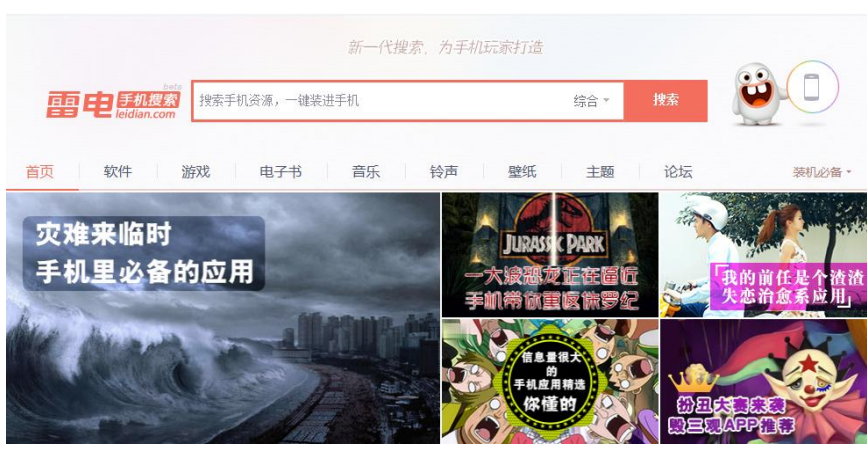 新一代搜索，为手机玩家打造
雷电手机搜索 beta
leidian.com
搜索手机资源，一键装进手机
综合
搜索
首页 软件 游戏 电子书 音乐 铃声 壁纸 主题 论坛 装机必备
灾难来临时
手机里必备的应用
JURASSIC PARK
一大波恐龙正在逼近
手机带你重返侏罗纪
「我的前任是个渣渣
失恋治愈系应用」
信息量很大
的
手机应用精选
你懂的
扮丑大赛来袭
毁三观APP推荐